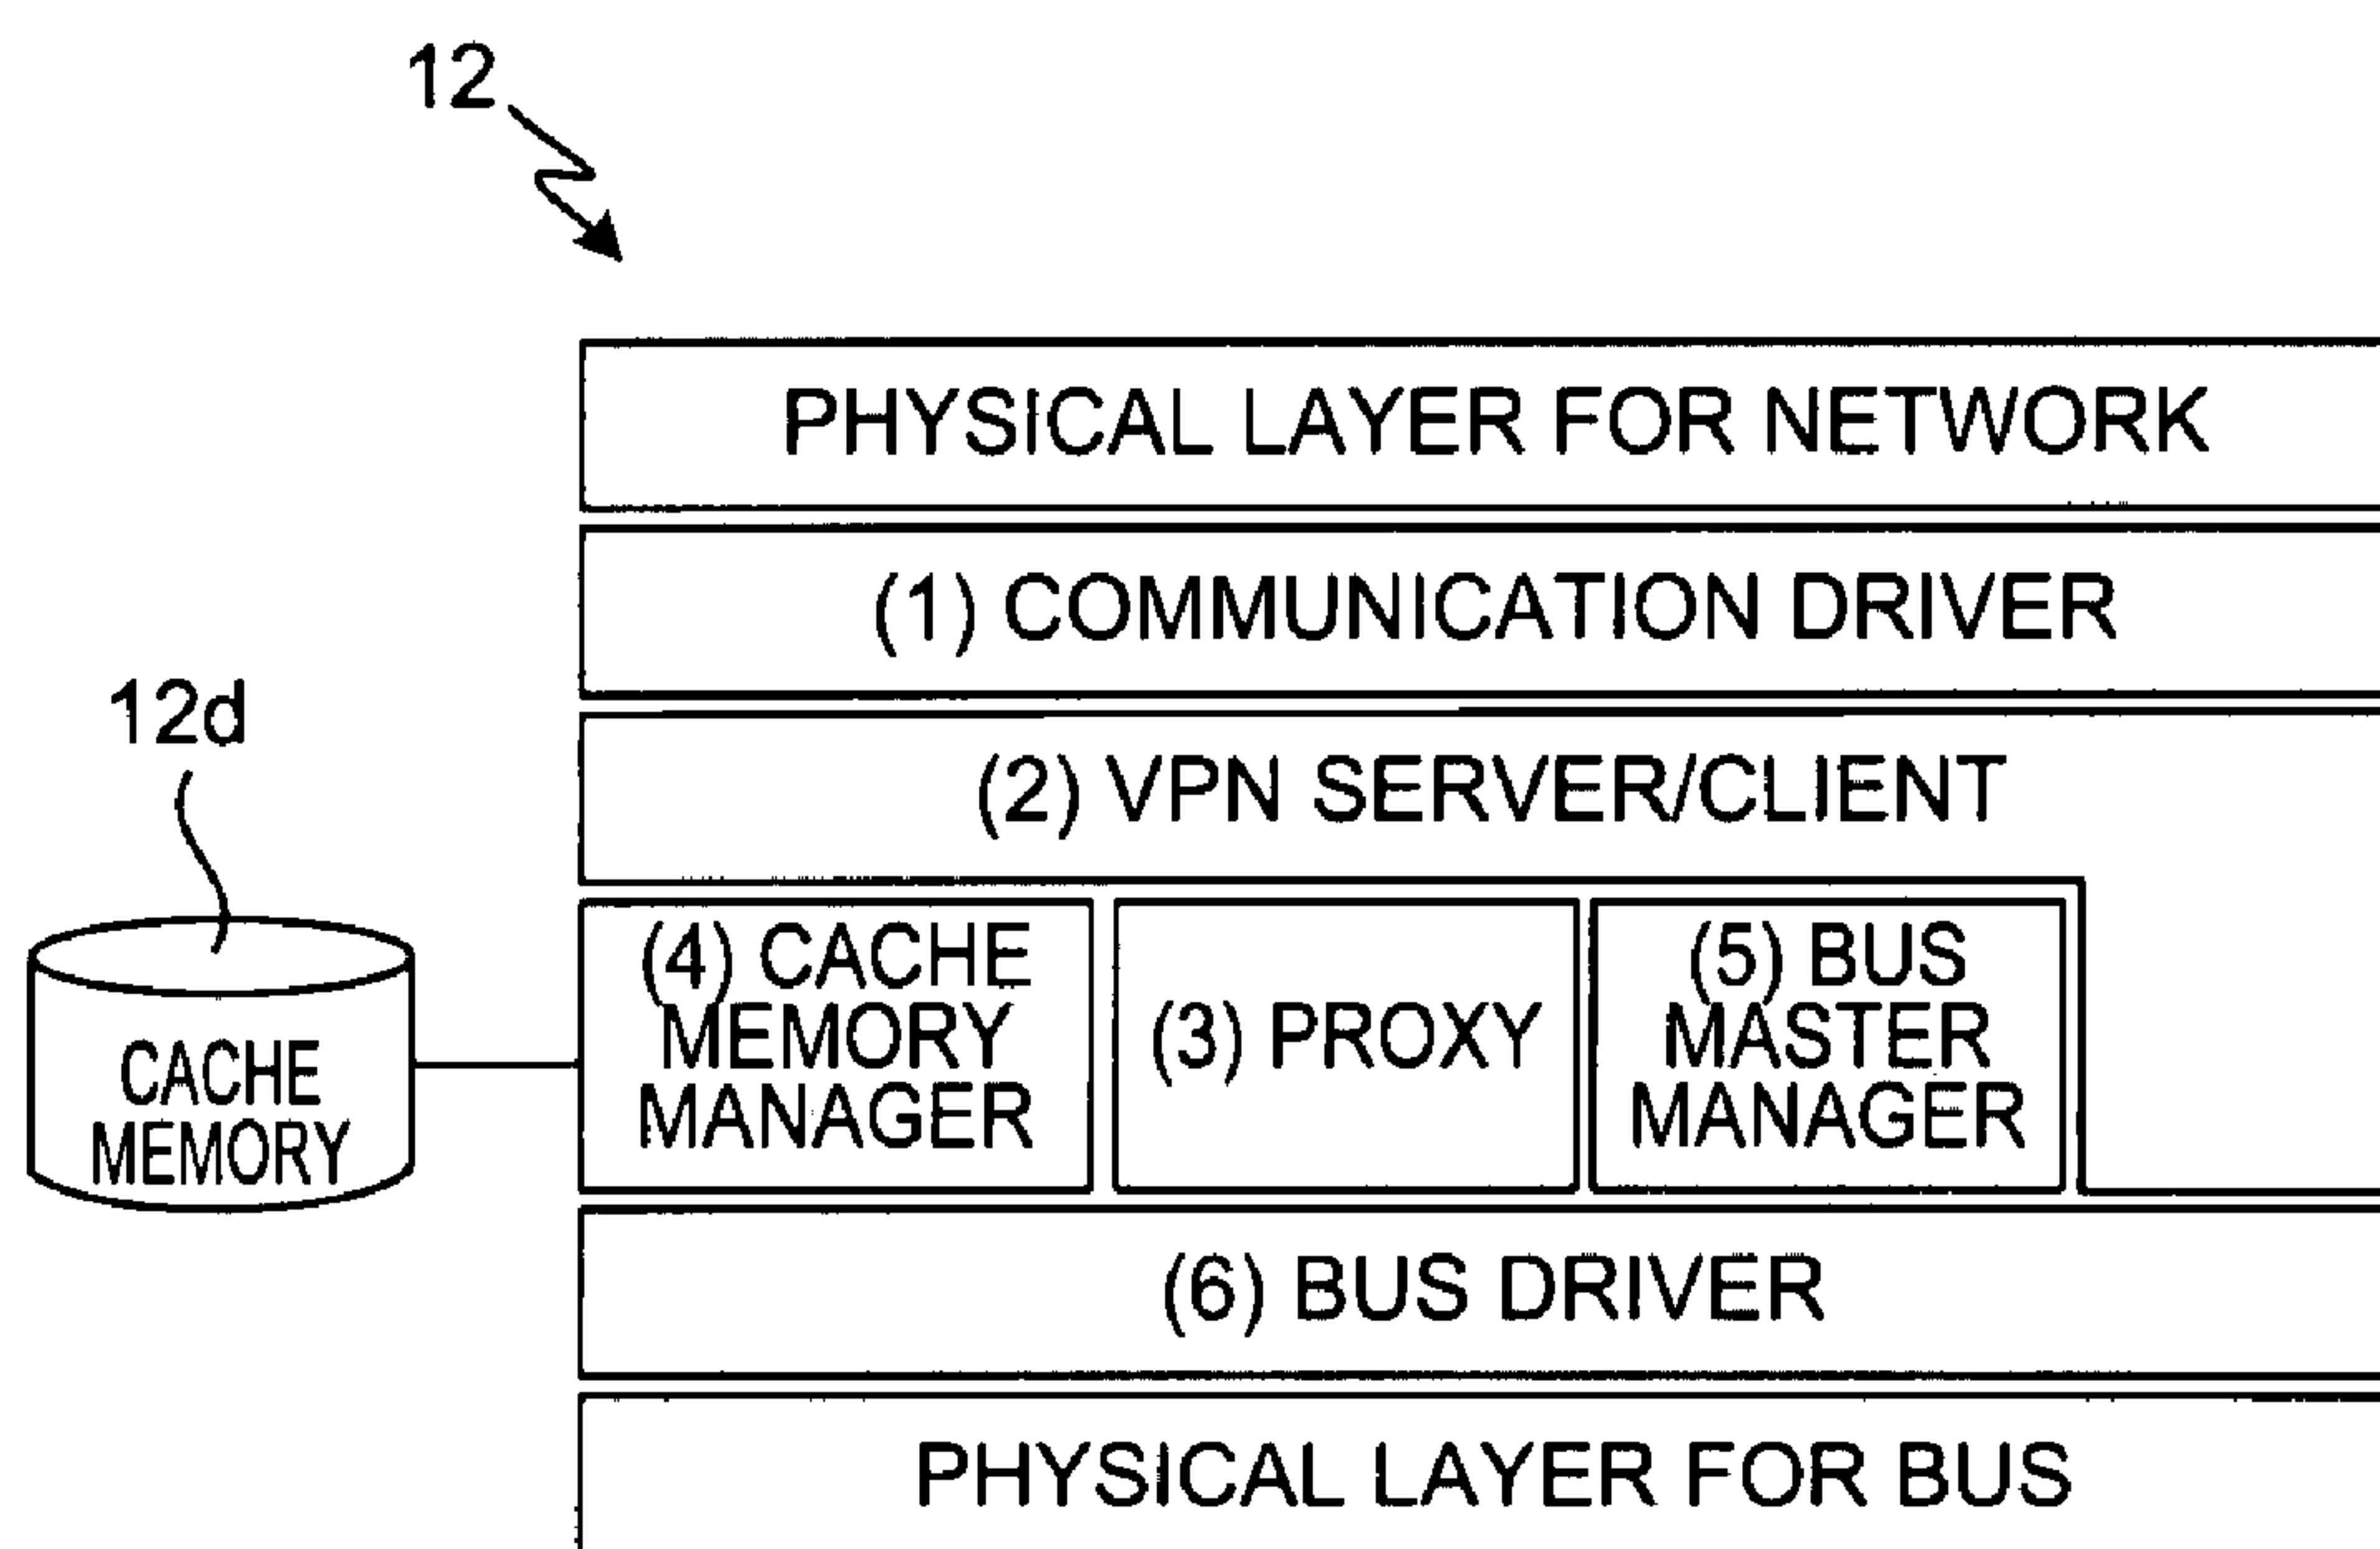 12
PHYSICAL LAYER FOR NETWORK
(1) COMMUNICATION DRIVER
12d
(2) VPN SERVER/CLIENT
CACHE
MEMORY
(4) CACHE
MEMORY
MANAGER
(3) PROXY
(5) BUS
MASTER
MANAGER
(6) BUS DRIVER
PHYSICAL LAYER FOR BUS